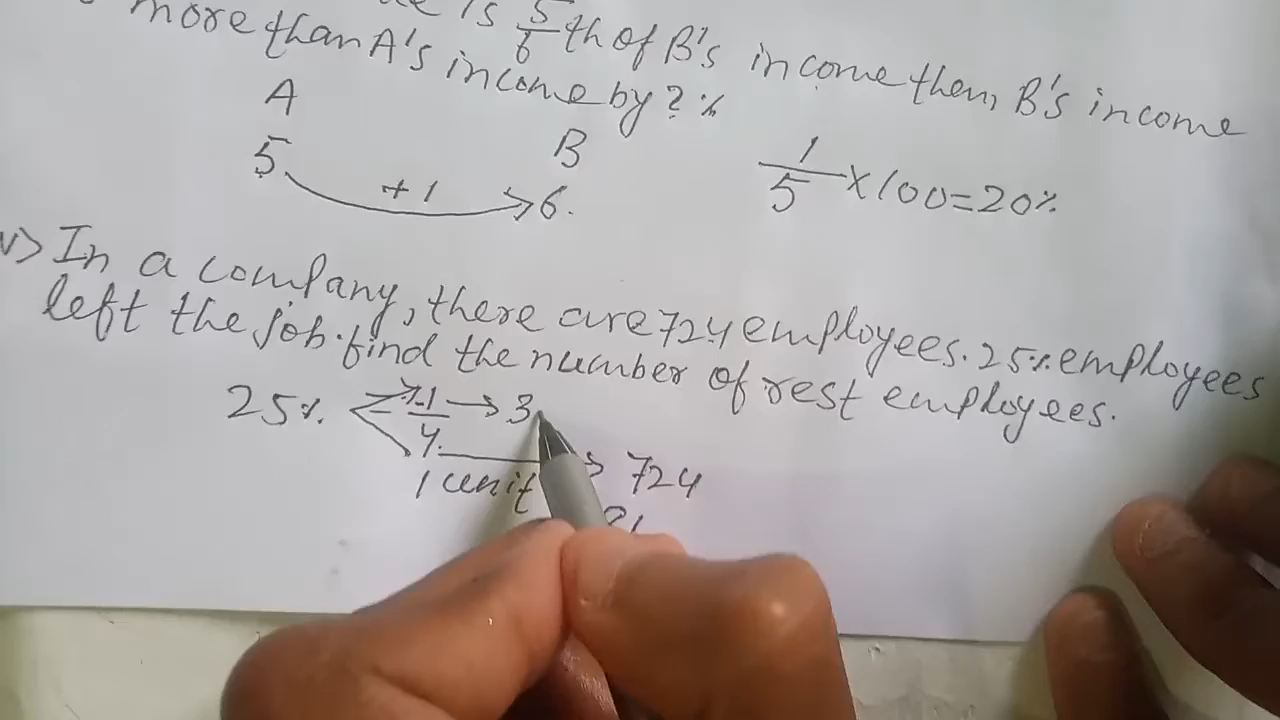 is 5/6 th of B's income then B's income
more than A's income by ? %
A
B
5 +1 → 6.
1/5 × 100 = 20%
v> In a company, there are 724 employees. 25% employees
left the job. find the number of rest employees.
25% -1/4 → 3
→ 724
1 unit